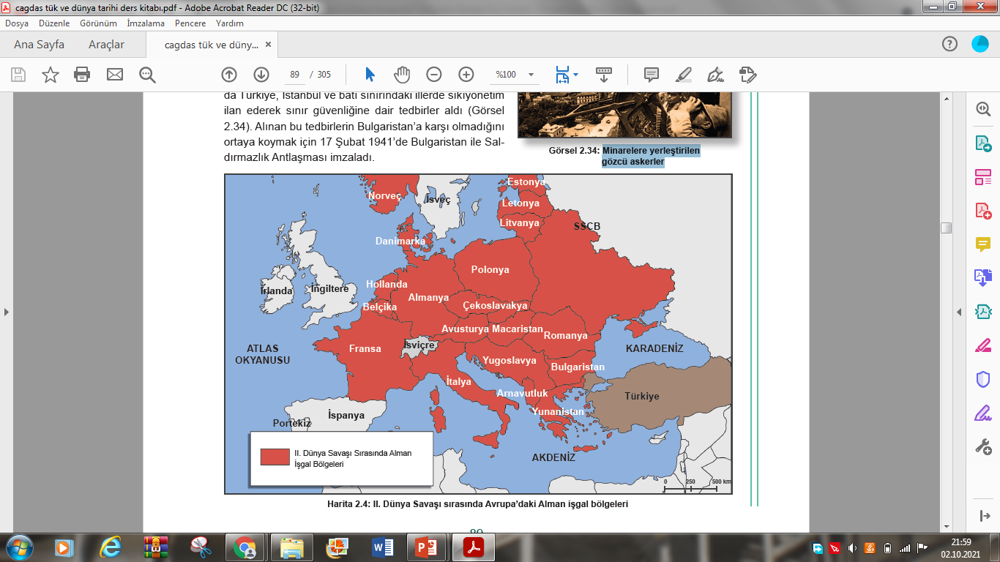 cagdas tük ve dünya tarihi ders kitabı.pdf - Adobe Acrobat Reader DC (32-bit)
Dosya Düzenle Görünüm İmzalama Pencere Yardım
Ana Sayfa Araçlar cagdas tük ve düny... ×
89 / 305 %100
da Türkiye, İstanbul ve batı sınırındaki illerde sıkıyönetim
ilan ederek sınır güvenliğine dair tedbirler aldı (Görsel
2.34). Alınan bu tedbirlerin Bulgaristan'a karşı olmadığını
ortaya koymak için 17 Şubat 1941'de Bulgaristan ile Sal-
dırmazlık Antlaşması imzaladı.
Görsel 2.34: Minarelere yerleştirilen
gözcü askerler
Estonya
Norveç
İsveç
Letonya
Litvanya
SSCB
Danimarka
Polonya
Hollanda
İrlanda
İngiltere
Almanya
Belçika
Çekoslavakya
Avusturya
Macaristan
Romanya
Fransa
İsviçre
ATLAS
OKYANUSU
KARADENİZ
Yugoslavya
Bulgaristan
İtalya
Arnavutluk
Türkiye
Yunanistan
İspanya
Portekiz
AKDENİZ
II. Dünya Savaşı Sırasında Alman
İşgal Bölgeleri
0 250 500 km
Harita 2.4: II. Dünya Savaşı sırasında Avrupa'daki Alman işgal bölgeleri
89
21:59
02.10.2021